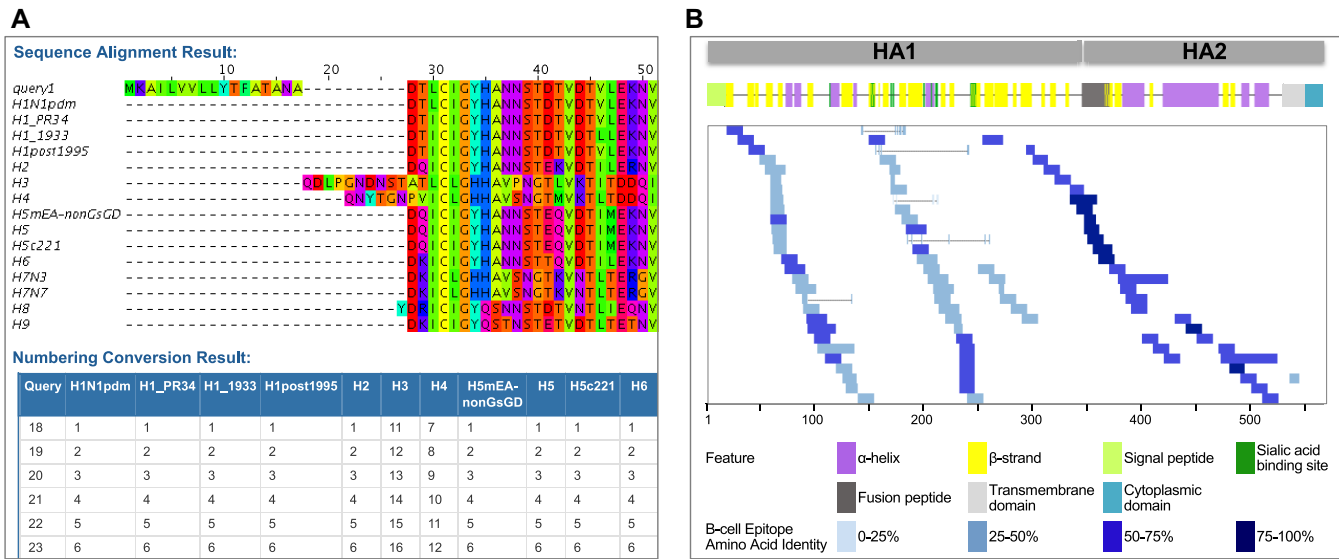 A
Sequence Alignment Result:
10 20 30 40 50
query1 MKAILVVLLYTFATANA----------DTLCIGYHANNSTDTVDTVLEKNV
H1N1pdm ---------------------------DTLCIGYHANNSTDTVDTVLEKNV
H1_PR34 ---------------------------DTICIGYHANNSTDTVDTVLEKNV
H1_1933 ---------------------------DTICIGYHANNSTDTVDTVLEKNV
H1post1995 ---------------------------DTICIGYHANNSTDTVDTVLEKNV
H2 ---------------------------DQICIGYHANNSTEKVDTILERNV
H3 -----------------QDLPGNDNSTATLCLGHHAVPNGTLVKTITDDQI
H4 ---------------------QNYTGNPVICLGHHAVSNGTMVKTLTDDQI
H5mEA-nonGsGD ---------------------------DQICIGYHANNSTEQVDTIMEKNV
H5 ---------------------------DQICIGYHANNSTEQVDTIMEKNV
H5c221 ---------------------------DQICIGYHANNSTEQVDTIMEKNV
H6 ---------------------------DKICIGYHANNSTTQVDTILEKNV
H7N3 ---------------------------DKICLGHHAVSNGTKVNTLTERGV
H7N7 ---------------------------DKICLGHHAVSNGTKVNTLTERGV
H8 --------------------------YDRICIGYQSNNSTDTVNTLIEQNV
H9 ---------------------------DKICIGYQSTNSTETVDTLTETNV
Numbering Conversion Result:
Query H1N1pdm H1_PR34 H1_1933 H1post1995 H2 H3 H4 H5mEA-nonGsGD H5 H5c221 H6
18 1 1 1 1 1 11 7 1 1 1 1
19 2 2 2 2 2 12 8 2 2 2 2
20 3 3 3 3 3 13 9 3 3 3 3
21 4 4 4 4 4 14 10 4 4 4 4
22 5 5 5 5 5 15 11 5 5 5 5
23 6 6 6 6 6 16 12 6 6 6 6
B
HA1 HA2
1 100 200 300 400 500
Feature α-helix β-strand Signal peptide Sialic acid binding site
Fusion peptide Transmembrane domain Cytoplasmic domain
B-cell Epitope Amino Acid Identity 0-25% 25-50% 50-75% 75-100%